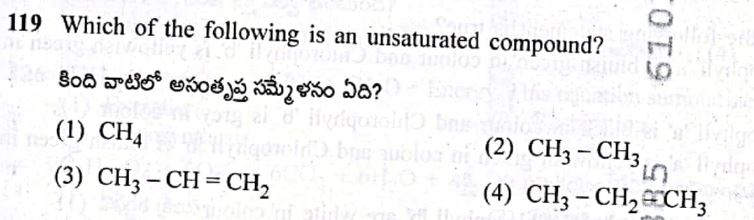 119 Which of the following is an unsaturated compound?
కింది వాటిలో అసంతృప్త సమ్మేళనం ఏది?
(1) CH₄
(2) CH₃ – CH₃
(3) CH₃ – CH = CH₂
(4) CH₃ – CH₂ – CH₃
610